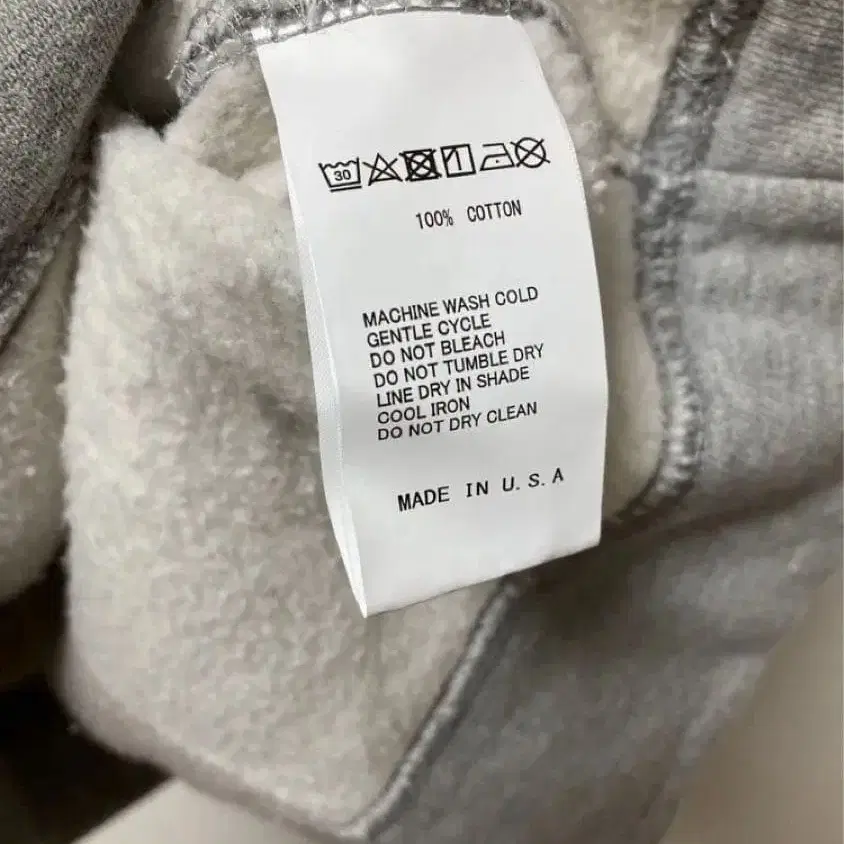 30
100% COTTON
MACHINE WASH COLD
GENTLE CYCLE
DO NOT BLEACH
DO NOT TUMBLE DRY
LINE DRY IN SHADE
COOL IRON
DO NOT DRY CLEAN
MADE IN U.S.A